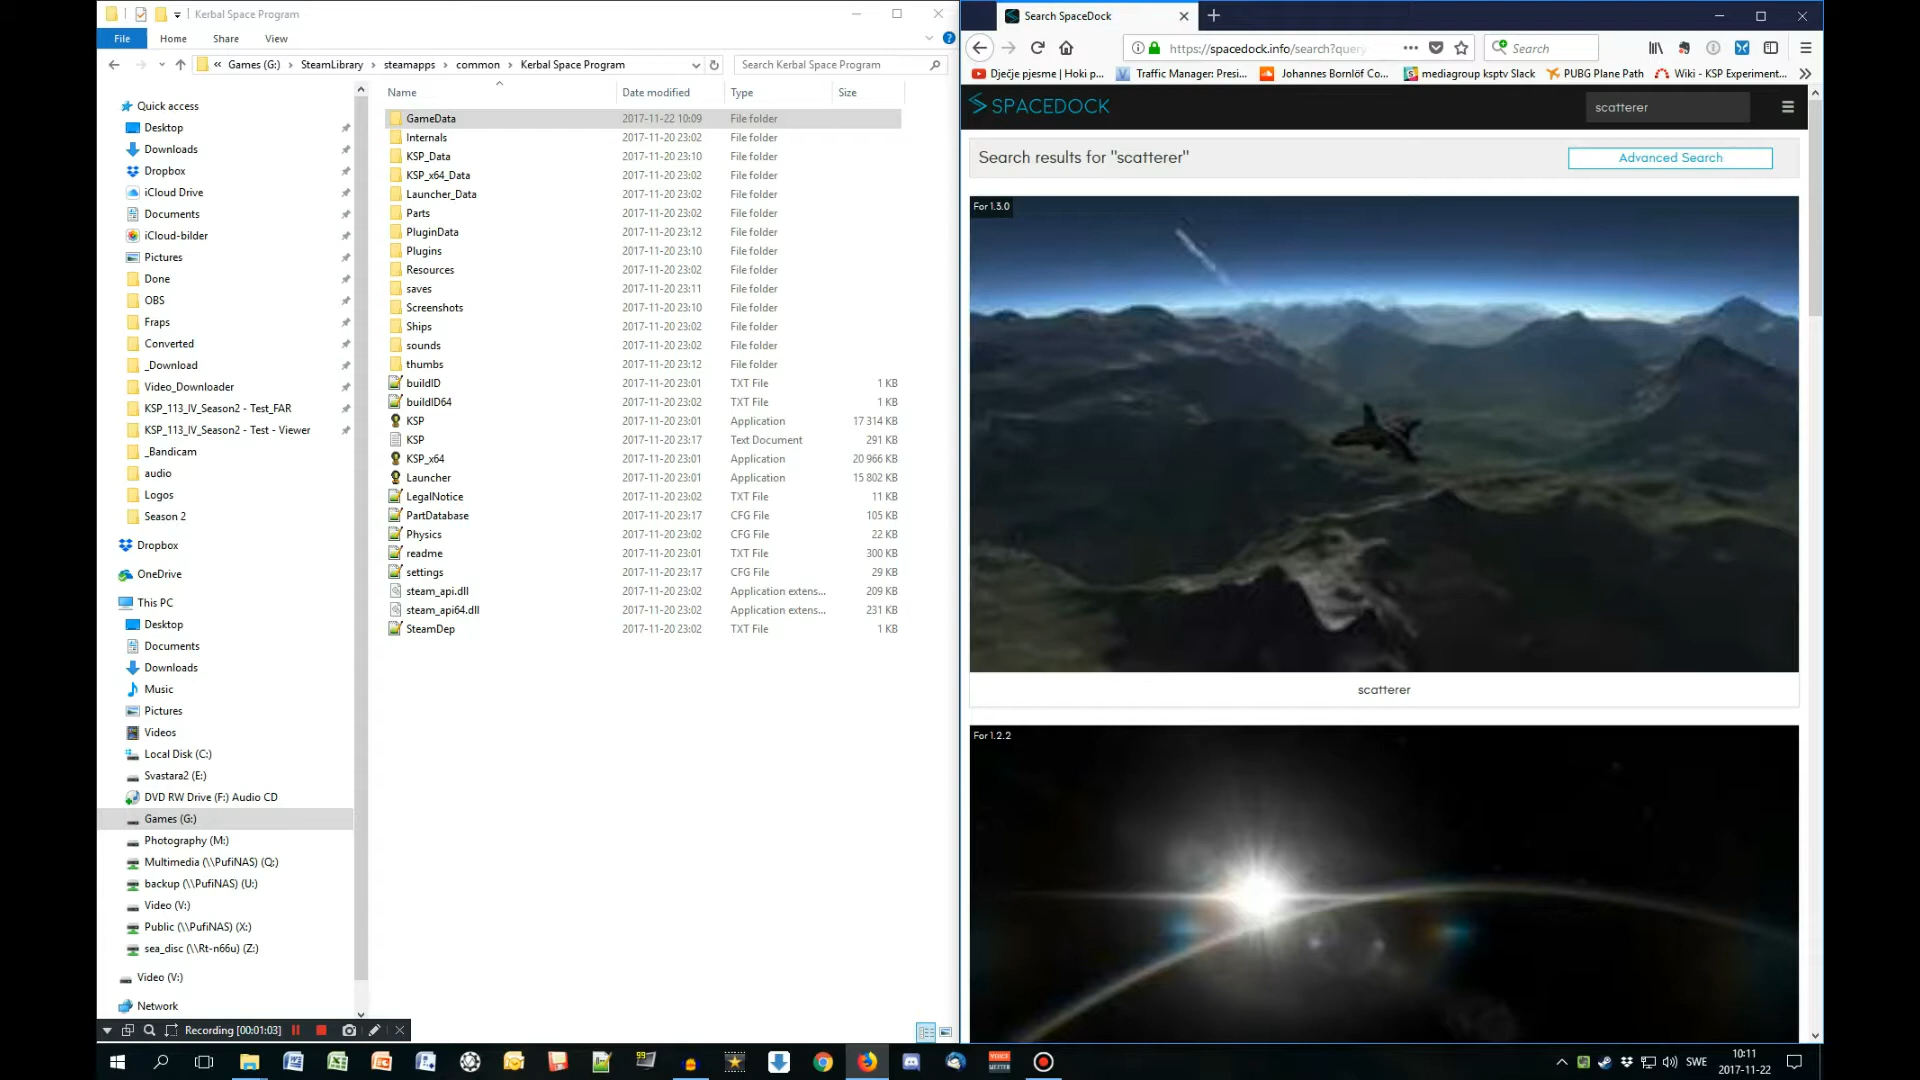 Kerbal Space Program
File Home Share View
« Games (G:) › SteamLibrary › steamapps › common › Kerbal Space Program
Search Kerbal Space Program
Name Date modified Type Size
GameData 2017-11-22 10:09 File folder
Internals 2017-11-20 23:02 File folder
KSP_Data 2017-11-20 23:10 File folder
KSP_x64_Data 2017-11-20 23:02 File folder
Launcher_Data 2017-11-20 23:02 File folder
Parts 2017-11-20 23:02 File folder
PluginData 2017-11-20 23:12 File folder
Plugins 2017-11-20 23:10 File folder
Resources 2017-11-20 23:02 File folder
saves 2017-11-20 23:11 File folder
Screenshots 2017-11-20 23:10 File folder
Ships 2017-11-20 23:02 File folder
sounds 2017-11-20 23:02 File folder
thumbs 2017-11-20 23:12 File folder
buildID 2017-11-20 23:01 TXT File 1 KB
buildID64 2017-11-20 23:01 TXT File 1 KB
KSP 2017-11-20 23:01 Application 17 314 KB
KSP 2017-11-20 23:17 Text Document 291 KB
KSP_x64 2017-11-20 23:01 Application 20 966 KB
Launcher 2017-11-20 23:01 Application 15 802 KB
LegalNotice 2017-11-20 23:02 TXT File 11 KB
PartDatabase 2017-11-20 23:17 CFG File 105 KB
Physics 2017-11-20 23:02 CFG File 22 KB
readme 2017-11-20 23:01 TXT File 300 KB
settings 2017-11-20 23:17 CFG File 29 KB
steam_api.dll 2017-11-20 23:02 Application extens... 209 KB
steam_api64.dll 2017-11-20 23:02 Application extens... 231 KB
SteamDep 2017-11-20 23:02 TXT File 1 KB
Quick access
Desktop
Downloads
Dropbox
iCloud Drive
Documents
iCloud-bilder
Pictures
Done
OBS
Fraps
Converted
_Download
Video_Downloader
KSP_113_IV_Season2 - Test_FAR
KSP_113_IV_Season2 - Test - Viewer
_Bandicam
audio
Logos
Season 2
Dropbox
OneDrive
This PC
Desktop
Documents
Downloads
Music
Pictures
Videos
Local Disk (C:)
Svastara2 (E:)
DVD RW Drive (F:) Audio CD
Games (G:)
Photography (M:)
Multimedia (\\PufiNAS) (Q:)
backup (\\PufiNAS) (U:)
Video (V:)
Public (\\PufiNAS) (X:)
sea_disc (\\Rt-n66u) (Z:)
Video (V:)
Network
Recording [00:01:03]
Search SpaceDock
https://spacedock.info/search?query
Search
Dječje pjesme | Hoki p... Traffic Manager: Presi... Johannes Bornlöf Co... mediagroup ksptv Slack PUBG Plane Path Wiki - KSP Experiment...
SPACEDOCK
scatterer
Search results for "scatterer"
Advanced Search
For 1.3.0
scatterer
For 1.2.2
99
VOICE
MEETER
SWE
10:11
2017-11-22